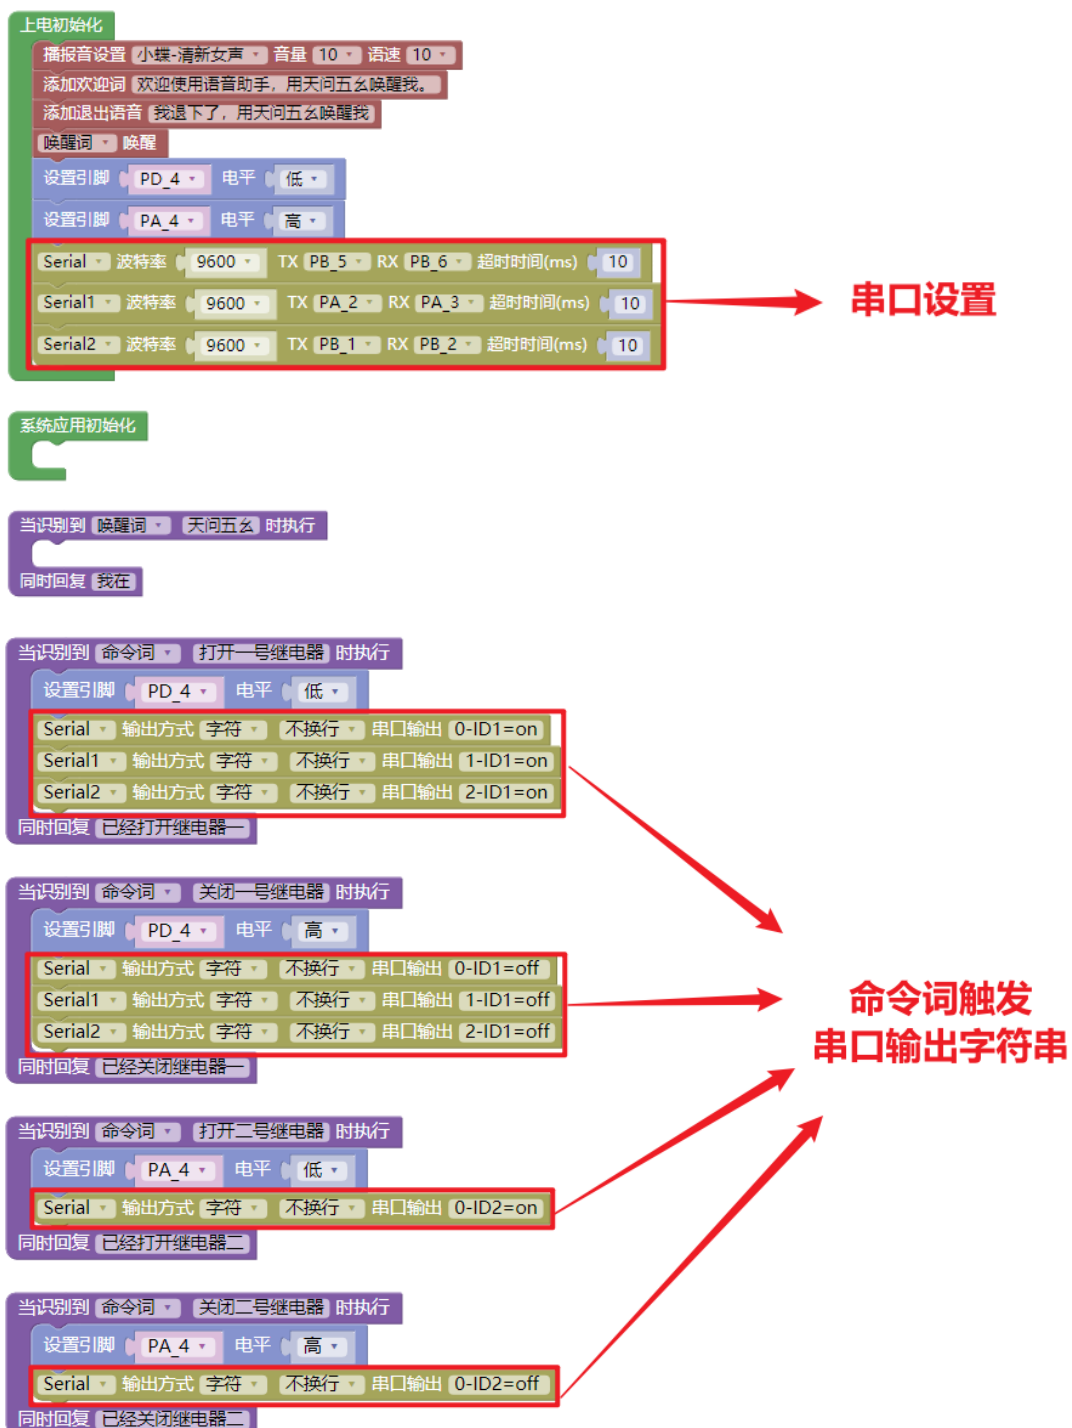 上电初始化
播报音设置 小蝶-清新女声 音量 10 语速 10
添加欢迎词 欢迎使用语音助手，用天问五幺唤醒我。
添加退出语音 我退下了，用天问五幺唤醒我
唤醒词 唤醒
设置引脚 PD_4 电平 低
设置引脚 PA_4 电平 高
Serial 波特率 9600 TX PB_5 RX PB_6 超时时间(ms) 10
Serial1 波特率 9600 TX PA_2 RX PA_3 超时时间(ms) 10
Serial2 波特率 9600 TX PB_1 RX PB_2 超时时间(ms) 10
串口设置
系统应用初始化
当识别到 唤醒词 天问五幺 时执行
同时回复 我在
当识别到 命令词 打开一号继电器 时执行
设置引脚 PD_4 电平 低
Serial 输出方式 字符 不换行 串口输出 0-ID1=on
Serial1 输出方式 字符 不换行 串口输出 1-ID1=on
Serial2 输出方式 字符 不换行 串口输出 2-ID1=on
同时回复 已经打开继电器一
当识别到 命令词 关闭一号继电器 时执行
设置引脚 PD_4 电平 高
Serial 输出方式 字符 不换行 串口输出 0-ID1=off
Serial1 输出方式 字符 不换行 串口输出 1-ID1=off
Serial2 输出方式 字符 不换行 串口输出 2-ID1=off
同时回复 已经关闭继电器一
命令词触发
串口输出字符串
当识别到 命令词 打开二号继电器 时执行
设置引脚 PA_4 电平 低
Serial 输出方式 字符 不换行 串口输出 0-ID2=on
同时回复 已经打开继电器二
当识别到 命令词 关闭二号继电器 时执行
设置引脚 PA_4 电平 高
Serial 输出方式 字符 不换行 串口输出 0-ID2=off
同时回复 已经关闭继电器二